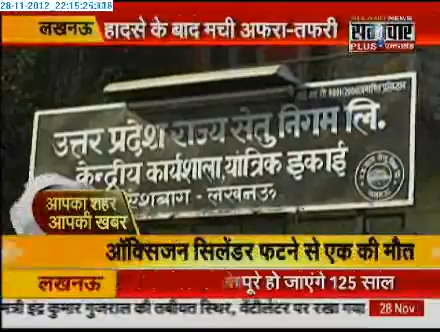 28-11-2012 22:15:25
लखनऊ हादसे के बाद मची अफरा-तफरी
SAHARA NEWS
समाचार
PLUS
उत्तर प्रदेश राज्य सेतु निगम लि.
केन्द्रीय कार्यशाला, यांत्रिक इकाई
ऐशबाग - लखनऊ
आपका शहर
आपकी खबर
ऑक्सिजन सिलेंडर फटने से एक की मौत
लखनऊ पूरे हो जाएंगे 125 साल
मंत्री इंद्र कुमार गुजराल की तबीयत स्थिर, वेंटीलेटर पर रखा गया 28 Nov